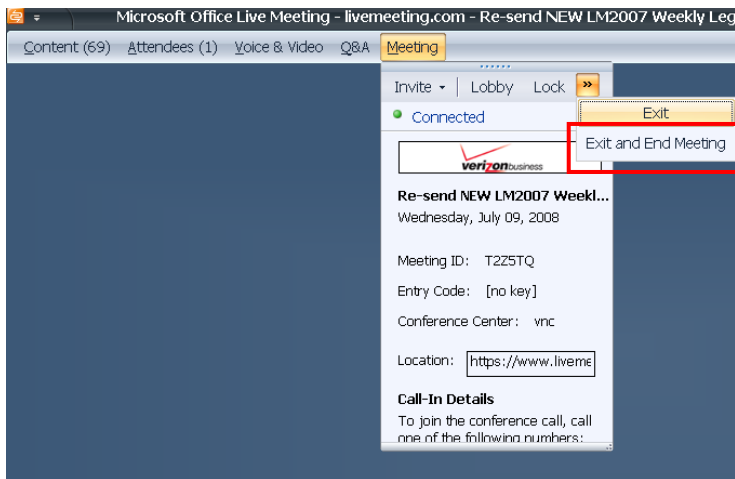 Microsoft Office Live Meeting - livemeeting.com - Re-send NEW LM2007 Weekly Leg
Content (69) Attendees (1) Voice & Video Q&A Meeting
Invite Lobby Lock »
Exit
Connected
Exit and End Meeting
verizonbusiness
Re-send NEW LM2007 Weekl...
Wednesday, July 09, 2008
Meeting ID: T2Z5TQ
Entry Code: [no key]
Conference Center: vnc
Location: https://www.liveme
Call-In Details
To join the conference call, call
one of the following numbers: